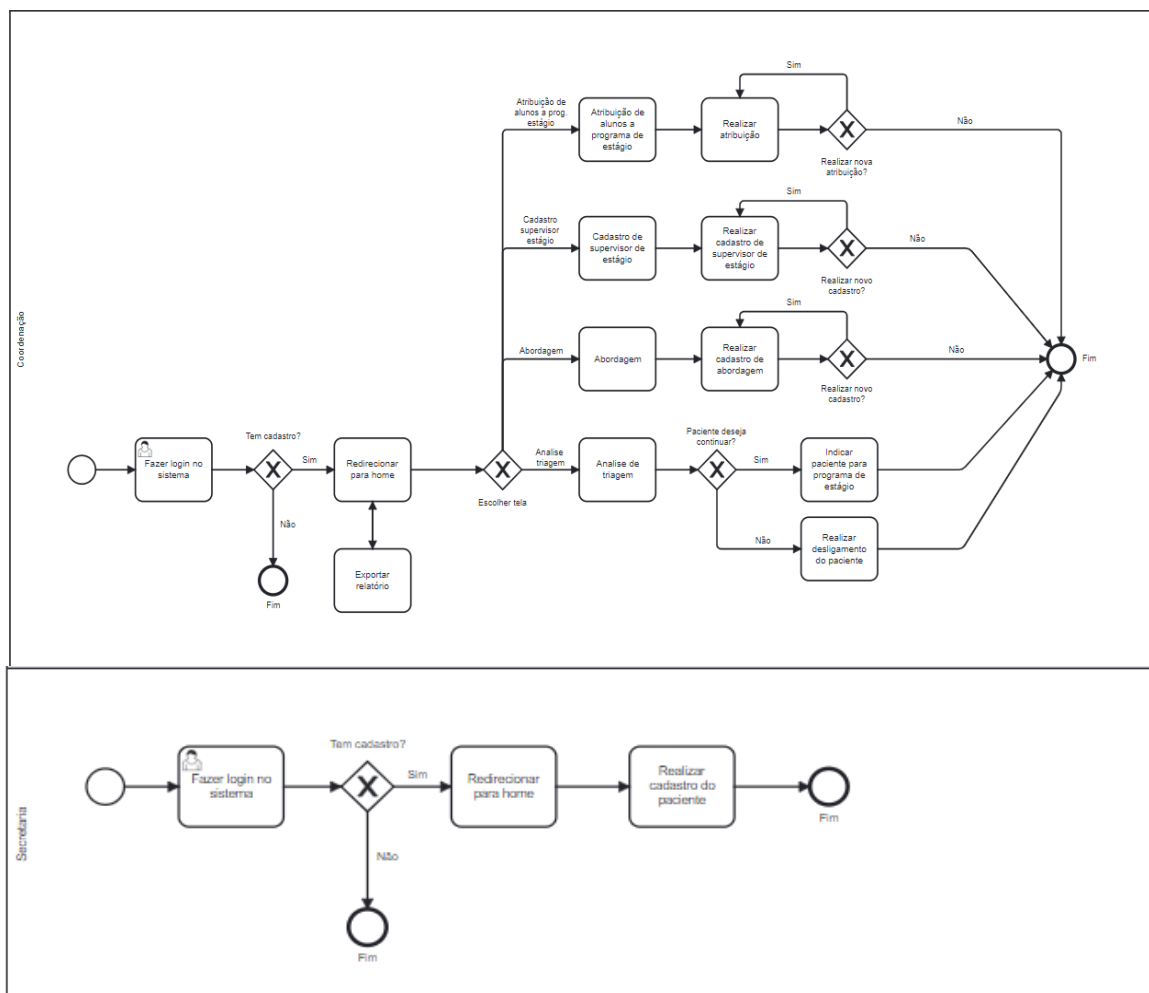 Coordenação
Sim
Atribuição de
alunos a prog.
estágio
Atribuição de
alunos a
programa de
estágio
Realizar
atribuição
Não
Realizar nova
atribuição?
Sim
Cadastro
supervisor
estágio
Cadastro de
supervisor de
estágio
Realizar
cadastro de
supervisor de
estágio
Não
Realizar novo
cadastro?
Sim
Abordagem
Abordagem
Realizar
cadastro de
abordagem
Não
Fim
Realizar novo
cadastro?
Tem cadastro?
Fazer login no
sistema
Sim
Redirecionar
para home
Não
Fim
Exportar
relatório
Escolher tela
Analise
triagem
Analise de
triagem
Paciente deseja
continuar?
Sim
Indicar
paciente para
programa de
estágio
Não
Realizar
desligamento
do paciente
Secretaria
Tem cadastro?
Fazer login no
sistema
Sim
Redirecionar
para home
Realizar
cadastro do
paciente
Fim
Não
Fim